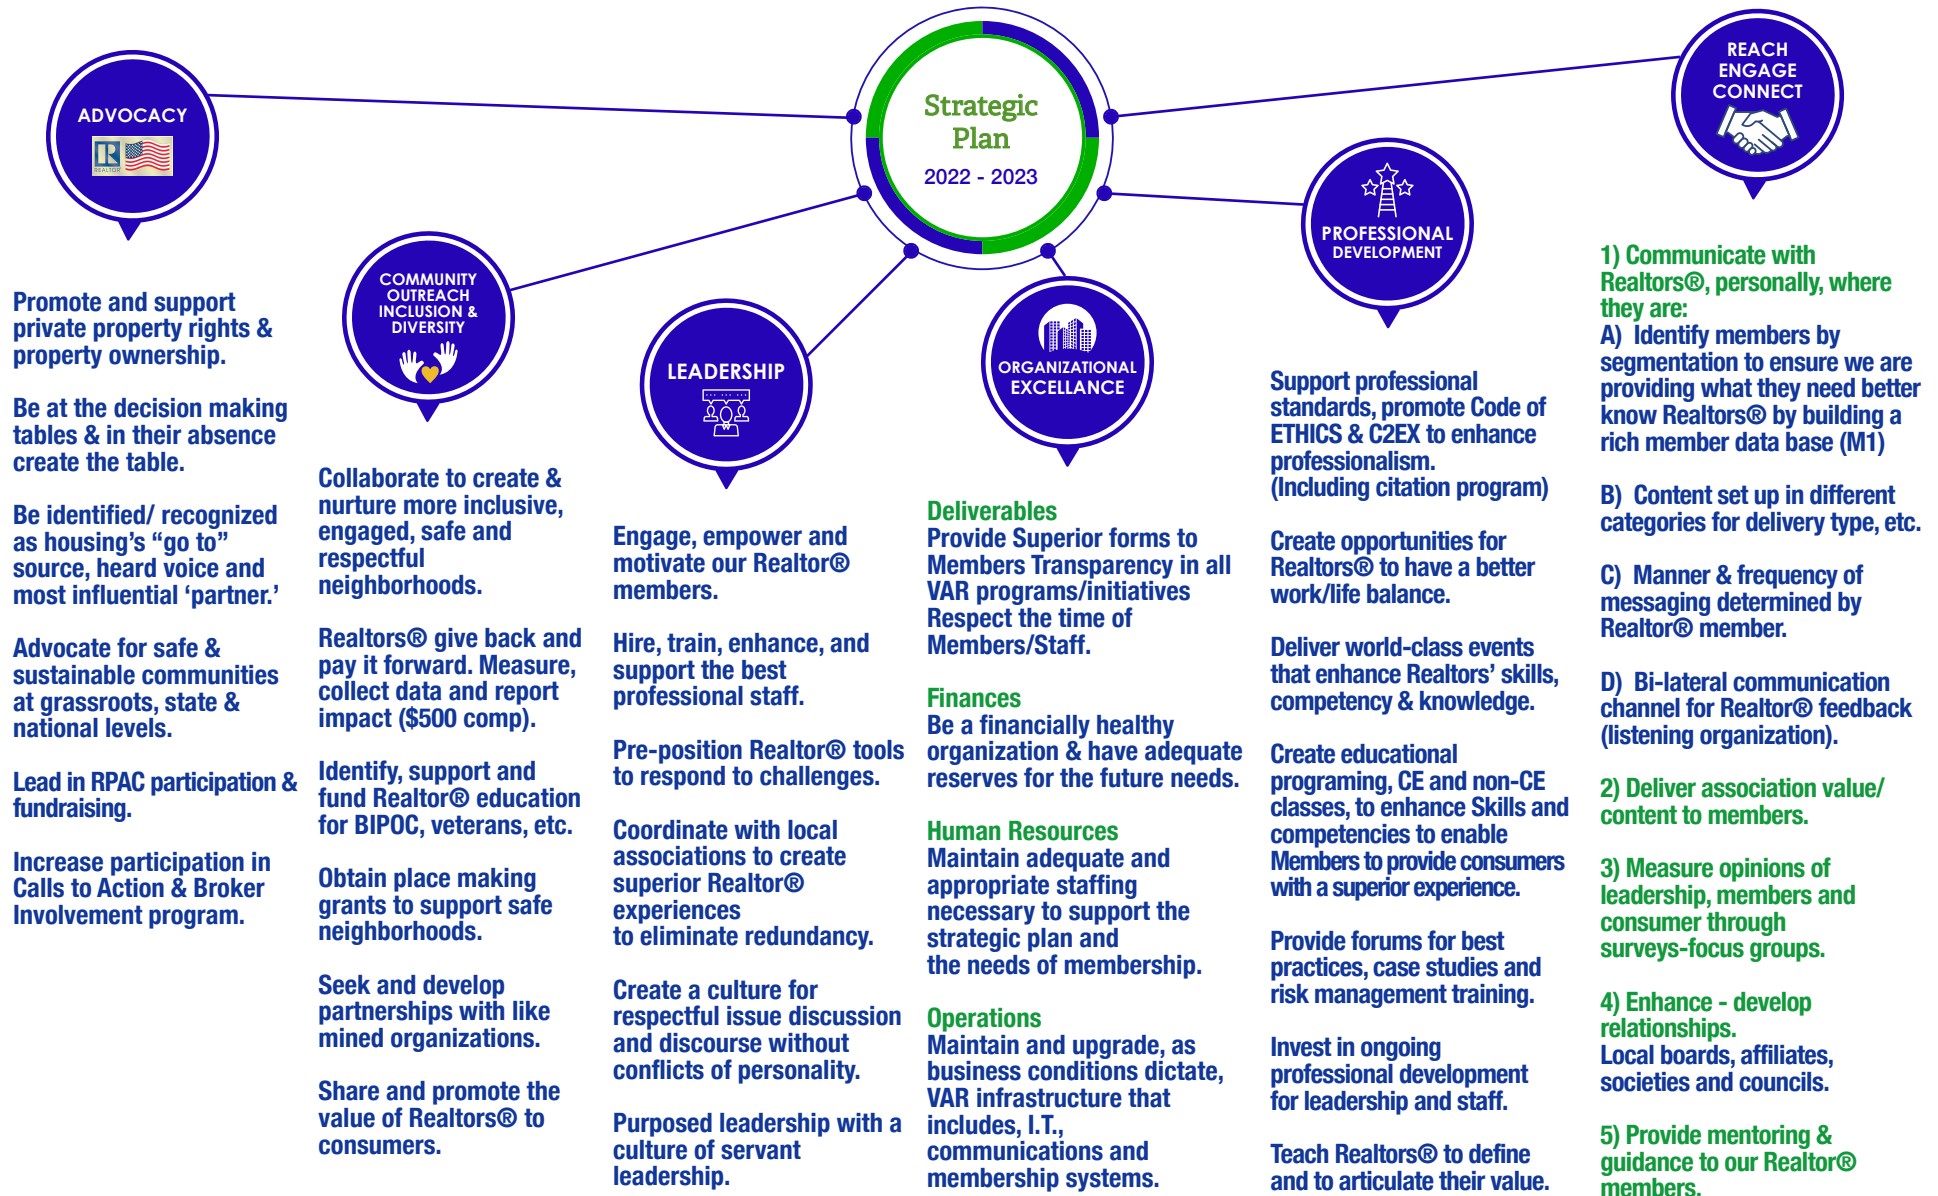 Strategic
Plan
2022 - 2023
ADVOCACY
R
REALTOR®
Promote and support
private property rights &
property ownership.
Be at the decision making
tables & in their absence
create the table.
Be identified/ recognized
as housing's “go to”
source, heard voice and
most influential ‘partner.’
Advocate for safe &
sustainable communities
at grassroots, state &
national levels.
Lead in RPAC participation &
fundraising.
Increase participation in
Calls to Action & Broker
Involvement program.
COMMUNITY
OUTREACH
INCLUSION &
DIVERSITY
Collaborate to create &
nurture more inclusive,
engaged, safe and
respectful
neighborhoods.
Realtors® give back and
pay it forward. Measure,
collect data and report
impact ($500 comp).
Identify, support and
fund Realtor® education
for BIPOC, veterans, etc.
Obtain place making
grants to support safe
neighborhoods.
Seek and develop
partnerships with like
mined organizations.
Share and promote the
value of Realtors® to
consumers.
LEADERSHIP
Engage, empower and
motivate our Realtor®
members.
Hire, train, enhance, and
support the best
professional staff.
Pre-position Realtor® tools
to respond to challenges.
Coordinate with local
associations to create
superior Realtor®
experiences
to eliminate redundancy.
Create a culture for
respectful issue discussion
and discourse without
conflicts of personality.
Purposed leadership with a
culture of servant
leadership.
ORGANIZATIONAL
EXCELLANCE
Deliverables
Provide Superior forms to
Members Transparency in all
VAR programs/initiatives
Respect the time of
Members/Staff.
Finances
Be a financially healthy
organization & have adequate
reserves for the future needs.
Human Resources
Maintain adequate and
appropriate staffing
necessary to support the
strategic plan and
the needs of membership.
Operations
Maintain and upgrade, as
business conditions dictate,
VAR infrastructure that
includes, I.T.,
communications and
membership systems.
PROFESSIONAL
DEVELOPMENT
Support professional
standards, promote Code of
ETHICS & C2EX to enhance
professionalism.
(Including citation program)
Create opportunities for
Realtors® to have a better
work/life balance.
Deliver world-class events
that enhance Realtors' skills,
competency & knowledge.
Create educational
programing, CE and non-CE
classes, to enhance Skills and
competencies to enable
Members to provide consumers
with a superior experience.
Provide forums for best
practices, case studies and
risk management training.
Invest in ongoing
professional development
for leadership and staff.
Teach Realtors® to define
and to articulate their value.
REACH
ENGAGE
CONNECT
1) Communicate with
Realtors®, personally, where
they are:
A) Identify members by
segmentation to ensure we are
providing what they need better
know Realtors® by building a
rich member data base (M1)
B) Content set up in different
categories for delivery type, etc.
C) Manner & frequency of
messaging determined by
Realtor® member.
D) Bi-lateral communication
channel for Realtor® feedback
(listening organization).
2) Deliver association value/
content to members.
3) Measure opinions of
leadership, members and
consumer through
surveys-focus groups.
4) Enhance - develop
relationships.
Local boards, affiliates,
societies and councils.
5) Provide mentoring &
guidance to our Realtor®
members.